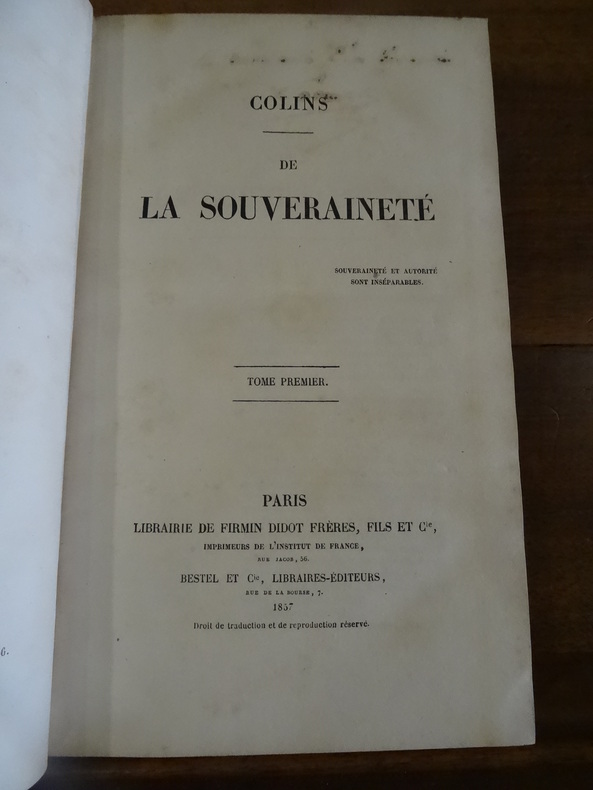 COLINS
DE
LA SOUVERAINETÉ
SOUVERAINETÉ ET AUTORITÉ
SONT INSÉPARABLES.
TOME PREMIER.
PARIS
LIBRAIRIE DE FIRMIN DIDOT FRÈRES, FILS ET Cie,
IMPRIMEURS DE L'INSTITUT DE FRANCE,
RUE JACOB, 56.
BESTEL ET Cie, LIBRAIRES-ÉDITEURS,
RUE DE LA BOURSE, 7.
1857
Droit de traduction et de reproduction réservé.
6.